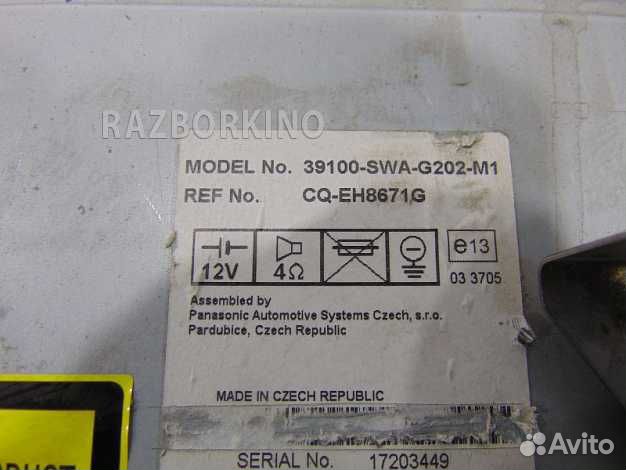 RAZBORKINO
MODEL No. 39100-SWA-G202-M1
REF No. CQ-EH8671G
12V 4Ω e13
03 3705
Assembled by
Panasonic Automotive Systems Czech, s.r.o.
Pardubice, Czech Republic
MADE IN CZECH REPUBLIC
SERIAL No. 17203449
Avito